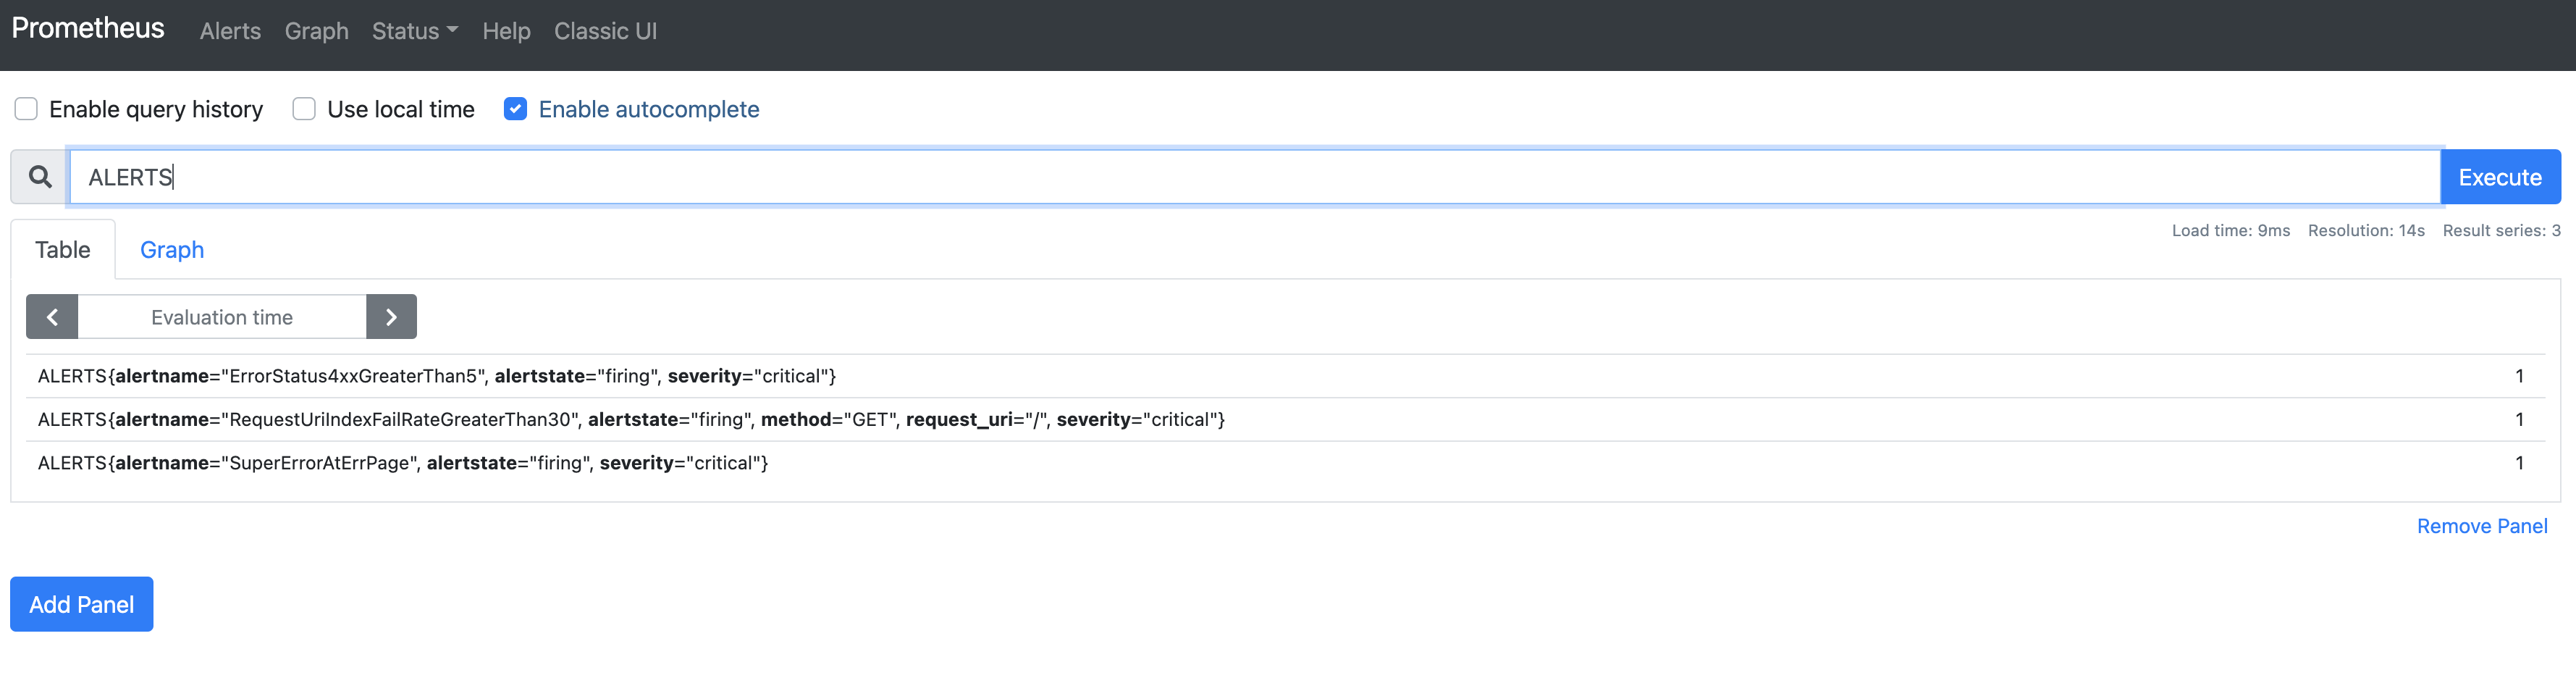 Prometheus Alerts Graph Status Help Classic UI
Enable query history Use local time Enable autocomplete
ALERTS Execute
Table Graph Load time: 9ms Resolution: 14s Result series: 3
Evaluation time
ALERTS{alertname="ErrorStatus4xxGreaterThan5", alertstate="firing", severity="critical"} 1
ALERTS{alertname="RequestUriIndexFailRateGreaterThan30", alertstate="firing", method="GET", request_uri="/", severity="critical"} 1
ALERTS{alertname="SuperErrorAtErrPage", alertstate="firing", severity="critical"} 1
Remove Panel
Add Panel